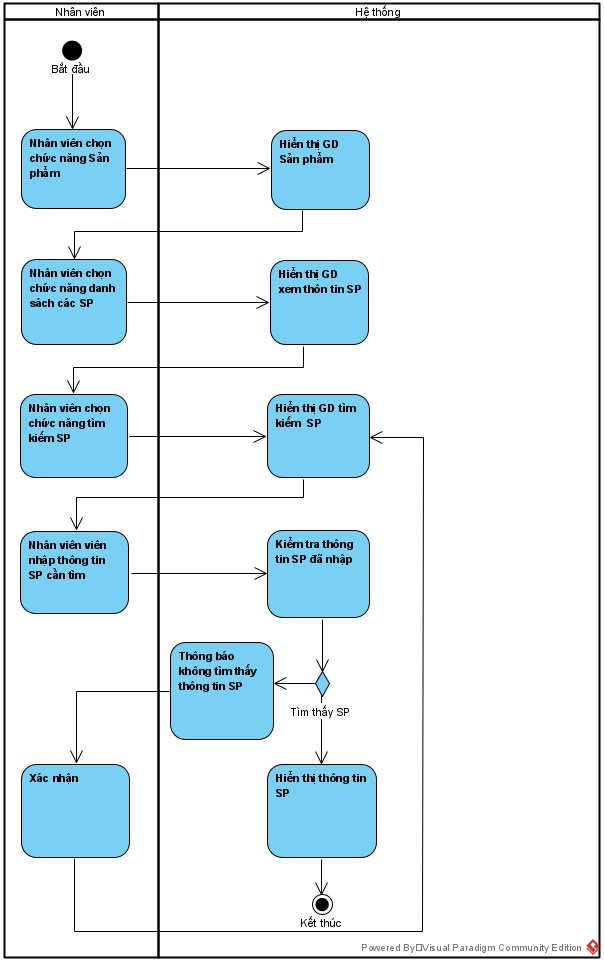 Nhân viên
Hệ thống
Bắt đầu
Nhân viên chọn
chức năng Sản
phẩm
Hiển thị GD
Sản phẩm
Nhân viên chọn
chức năng danh
sách các SP
Hiển thị GD
xem thôn tin SP
Nhân viên chọn
chức năng tìm
kiếm SP
Hiển thị GD tìm
kiếm SP
Nhân viên viên
nhập thông tin
SP cần tìm
Kiểm tra thông
tin SP đã nhập
Thông báo
không tìm thấy
thông tin SP
Tìm thấy SP
Xác nhận
Hiển thị thông tin
SP
Kết thúc
Powered By□Visual Paradigm Community Edition